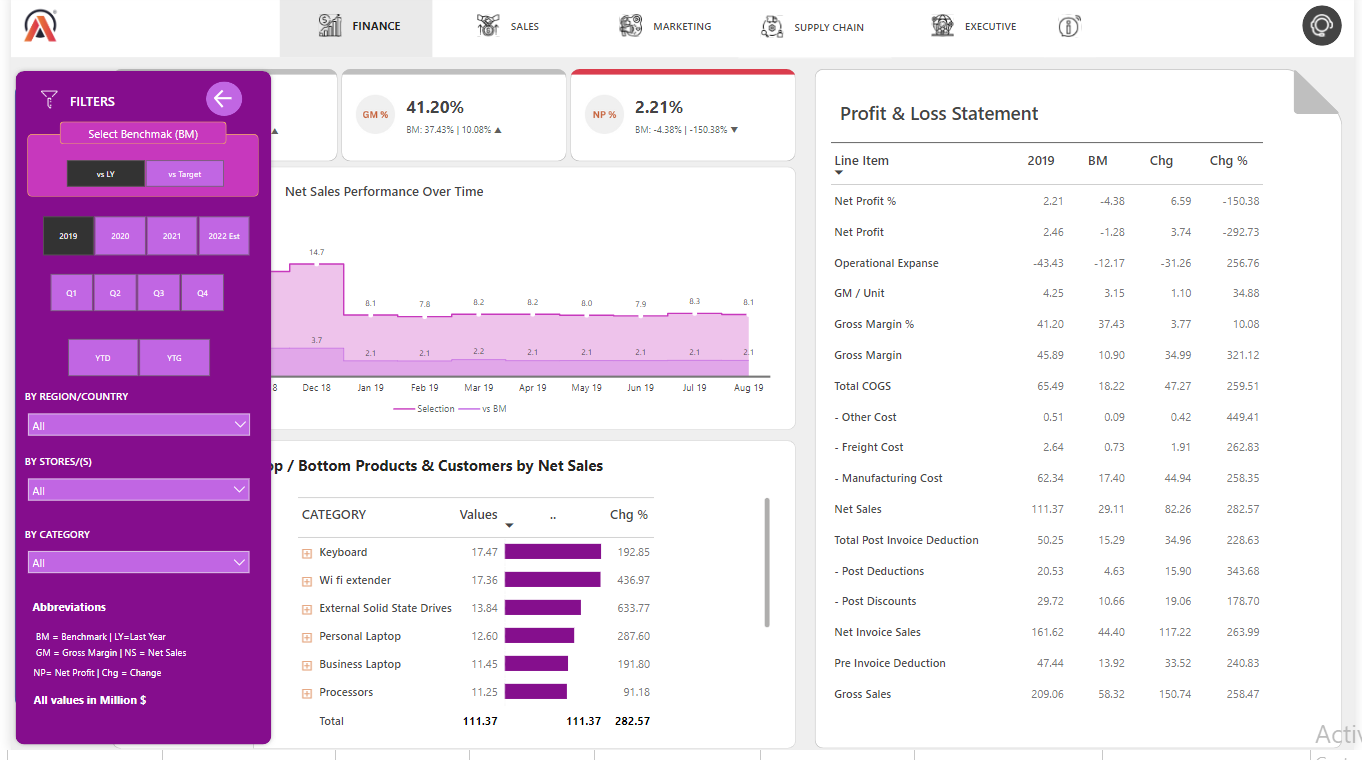 FINANCE
SALES
MARKETING
SUPPLY CHAIN
EXECUTIVE
FILTERS
Select Benchmak (BM)
vs LY
vs Target
2019
2020
2021
2022 Est
Q1
Q2
Q3
Q4
YTD
YTG
BY REGION/COUNTRY
All
BY STORES/(S)
All
BY CATEGORY
All
Abbreviations
BM = Benchmark | LY=Last Year
GM = Gross Margin | NS = Net Sales
NP= Net Profit | Chg = Change
All values in Million $
GM %
41.20%
BM: 37.43% | 10.08% ▲
NP %
2.21%
BM: -4.38% | -150.38% ▼
Net Sales Performance Over Time
14.7
8.1
7.8
8.2
8.2
8.0
7.9
8.3
8.1
3.7
2.1
2.1
2.2
2.1
2.1
2.1
2.1
2.1
8 Dec 18 Jan 19 Feb 19 Mar 19 Apr 19 May 19 Jun 19 Jul 19 Aug 19
Selection vs BM
op / Bottom Products & Customers by Net Sales
CATEGORY Values .. Chg %
Keyboard 17.47 192.85
Wi fi extender 17.36 436.97
External Solid State Drives 13.84 633.77
Personal Laptop 12.60 287.60
Business Laptop 11.45 191.80
Processors 11.25 91.18
Total 111.37 111.37 282.57
Profit & Loss Statement
Line Item 2019 BM Chg Chg %
Net Profit % 2.21 -4.38 6.59 -150.38
Net Profit 2.46 -1.28 3.74 -292.73
Operational Expanse -43.43 -12.17 -31.26 256.76
GM / Unit 4.25 3.15 1.10 34.88
Gross Margin % 41.20 37.43 3.77 10.08
Gross Margin 45.89 10.90 34.99 321.12
Total COGS 65.49 18.22 47.27 259.51
- Other Cost 0.51 0.09 0.42 449.41
- Freight Cost 2.64 0.73 1.91 262.83
- Manufacturing Cost 62.34 17.40 44.94 258.35
Net Sales 111.37 29.11 82.26 282.57
Total Post Invoice Deduction 50.25 15.29 34.96 228.63
- Post Deductions 20.53 4.63 15.90 343.68
- Post Discounts 29.72 10.66 19.06 178.70
Net Invoice Sales 161.62 44.40 117.22 263.99
Pre Invoice Deduction 47.44 13.92 33.52 240.83
Gross Sales 209.06 58.32 150.74 258.47
Activ